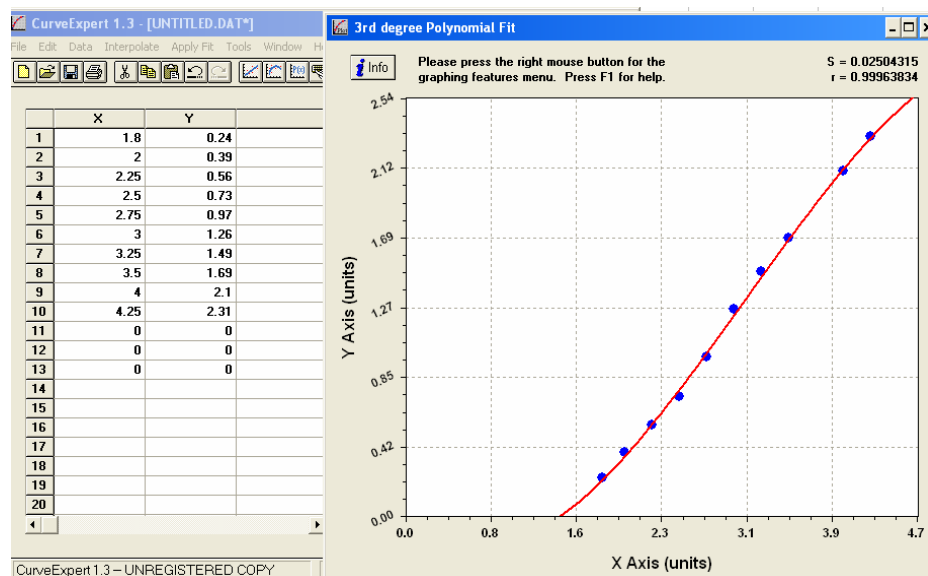 CurveExpert 1.3 - [UNTITLED.DAT*]
File Edit Data Interpolate Apply Fit Tools Window
X Y
1 1.8 0.24
2 2 0.39
3 2.25 0.56
4 2.5 0.73
5 2.75 0.97
6 3 1.26
7 3.25 1.49
8 3.5 1.69
9 4 2.1
10 4.25 2.31
11 0 0
12 0 0
13 0 0
14
15
16
17
18
19
20
CurveExpert 1.3 – UNREGISTERED COPY
3rd degree Polynomial Fit
Info
Please press the right mouse button for the
graphing features menu. Press F1 for help.
S = 0.02504315
r = 0.99963834
Y Axis (units)
2.54
2.12
1.69
1.27
0.85
0.42
0.00
0.0 0.8 1.6 2.3 3.1 3.9 4.7
X Axis (units)